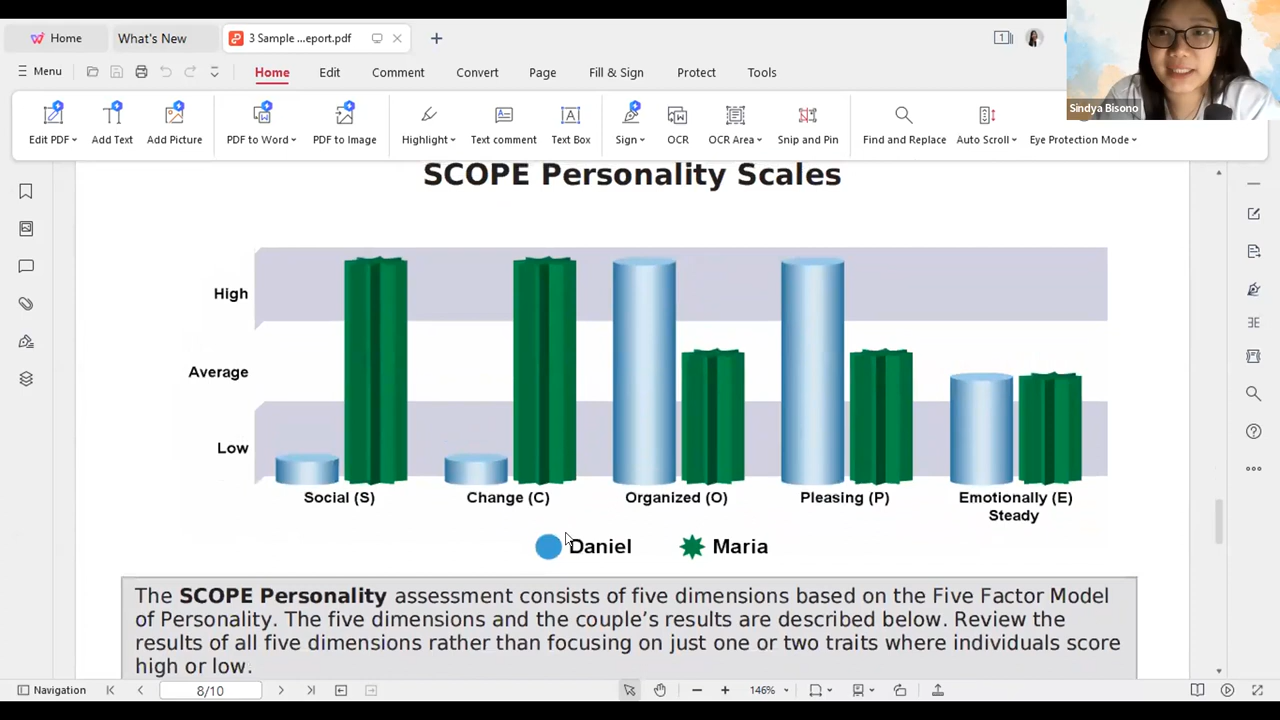 Home
What's New
3 Sample ...eport.pdf
1
Menu
Home
Edit
Comment
Convert
Page
Fill & Sign
Protect
Tools
Edit PDF
Add Text
Add Picture
PDF to Word
PDF to Image
Highlight
Text comment
Text Box
Sign
OCR
OCR Area
Snip and Pin
Find and Replace
Auto Scroll
Eye Protection Mode
Sindya Bisono
SCOPE Personality Scales
High
Average
Low
Social (S)
Change (C)
Organized (O)
Pleasing (P)
Emotionally (E)
Steady
Daniel
Maria
The SCOPE Personality assessment consists of five dimensions based on the Five Factor Model
of Personality. The five dimensions and the couple's results are described below. Review the
results of all five dimensions rather than focusing on just one or two traits where individuals score
high or low.
Navigation
8/10
146%